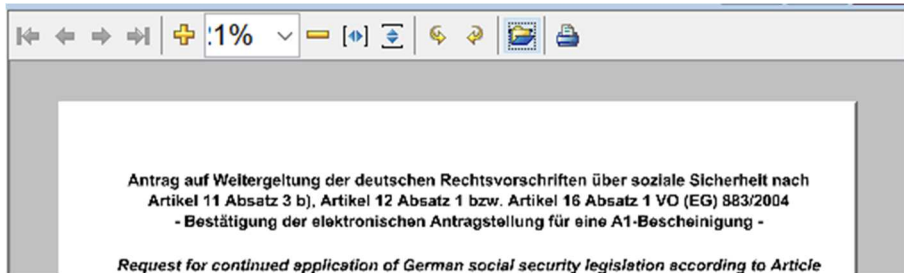 :1%
Antrag auf Weitergeltung der deutschen Rechtsvorschriften über soziale Sicherheit nach
Artikel 11 Absatz 3 b), Artikel 12 Absatz 1 bzw. Artikel 16 Absatz 1 VO (EG) 883/2004
- Bestätigung der elektronischen Antragstellung für eine A1-Bescheinigung -
Request for continued application of German social security legislation according to Article